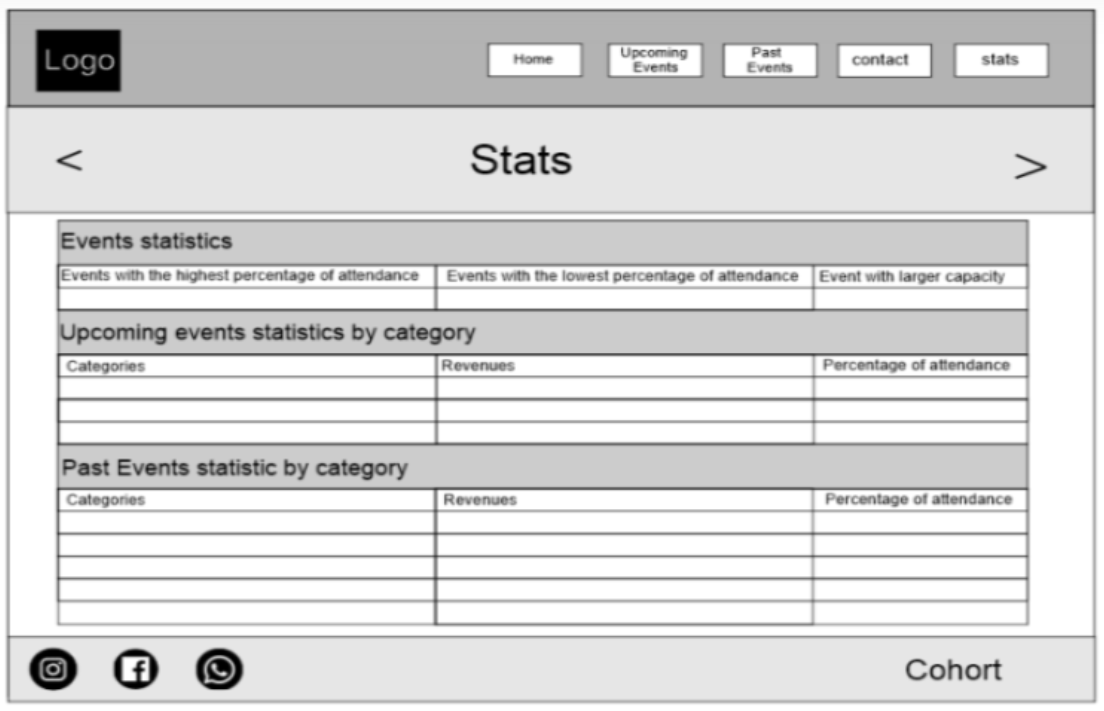 Logo
Home
Upcoming
Events
Past
Events
contact
stats
<
Stats
>
Events statistics
Events with the highest percentage of attendance
Events with the lowest percentage of attendance
Event with larger capacity
Upcoming events statistics by category
Categories
Revenues
Percentage of attendance
Past Events statistic by category
Categories
Revenues
Percentage of attendance
Cohort